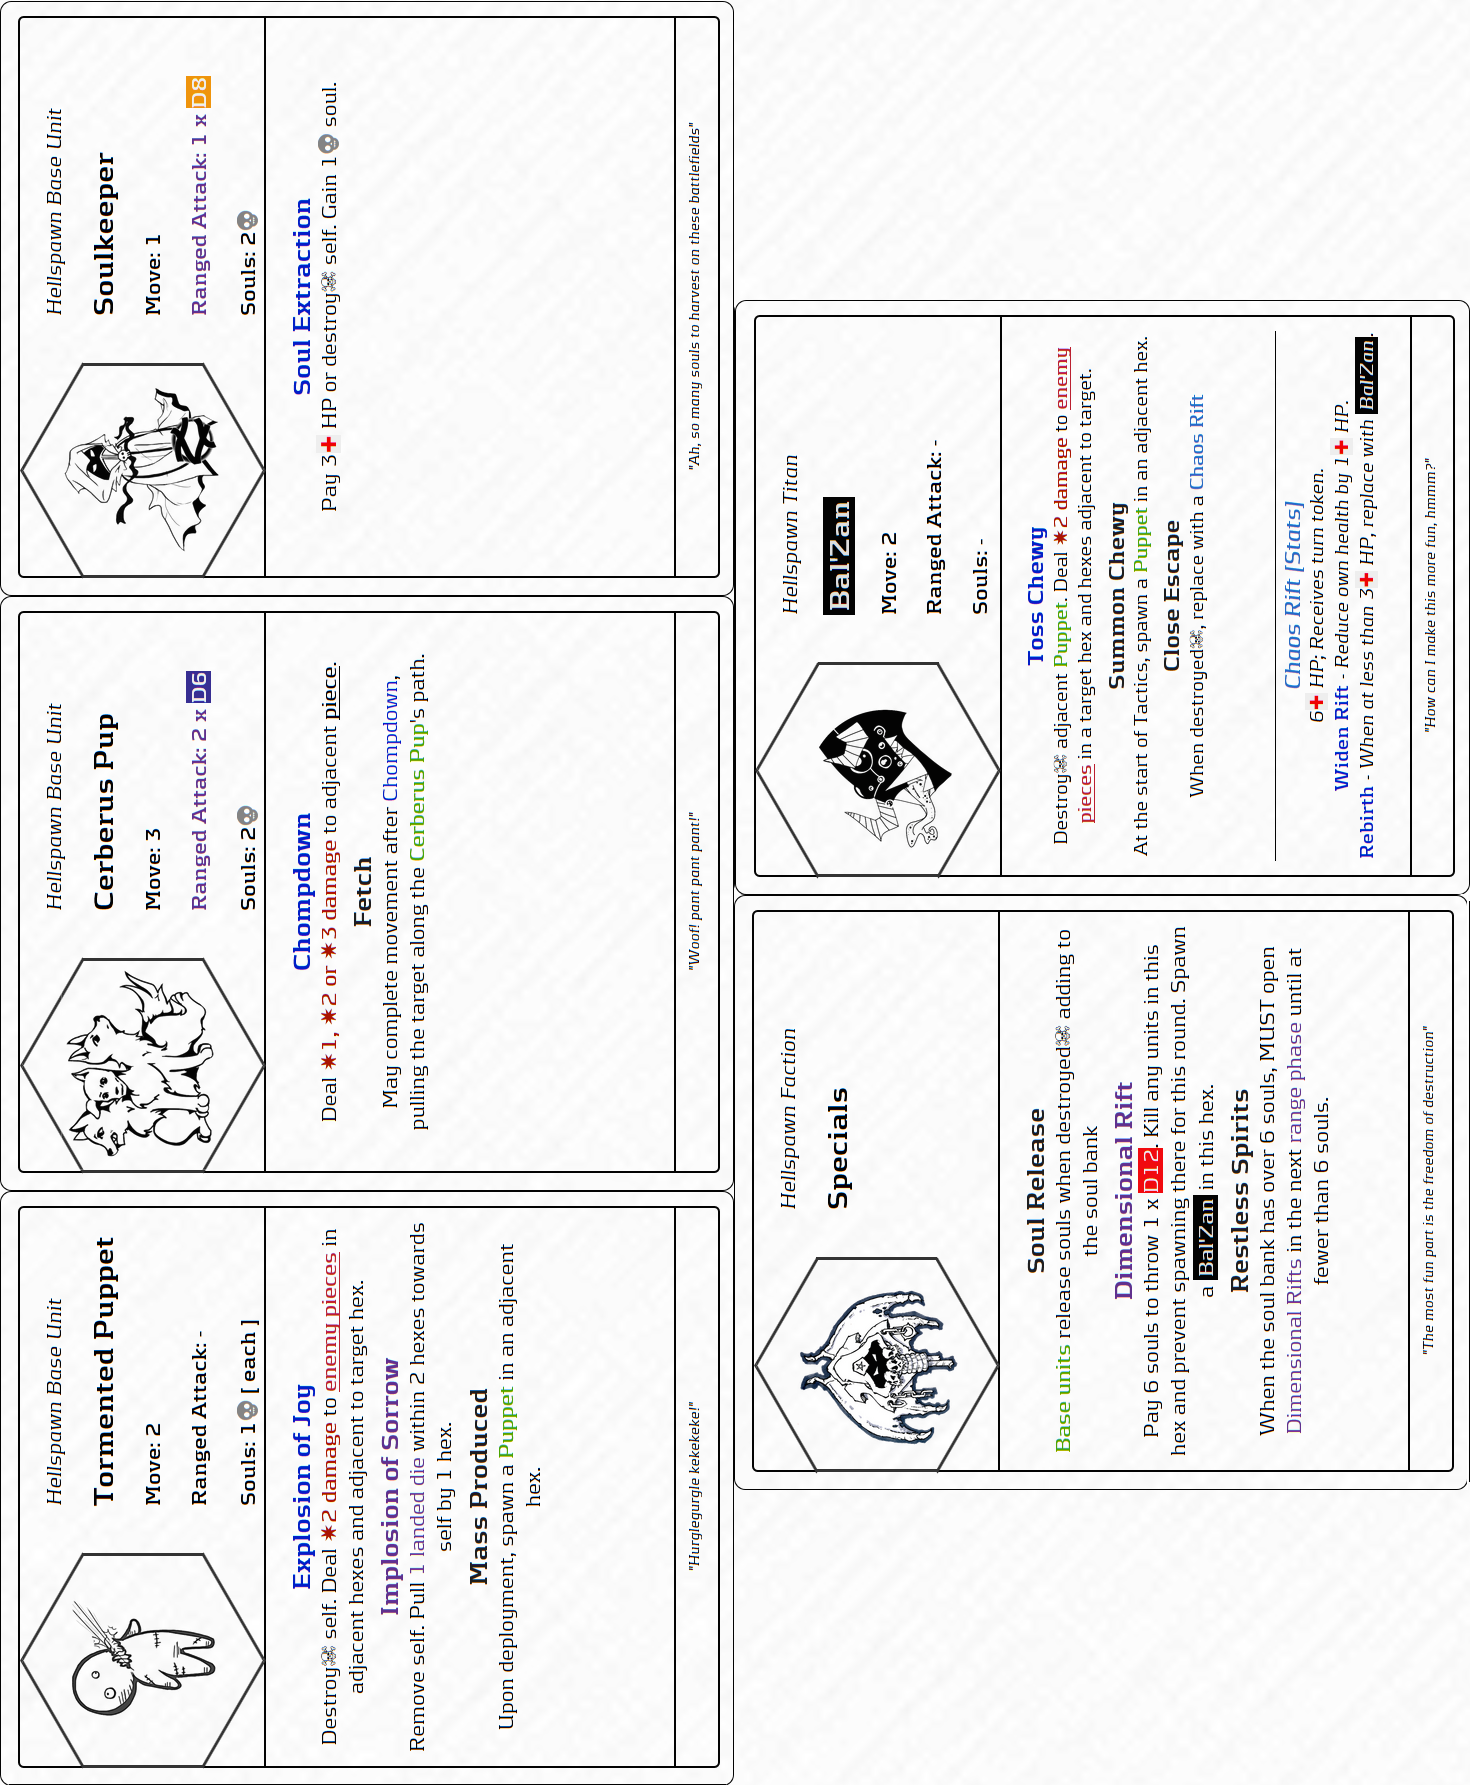 Hellspawn Base Unit
Tormented Puppet
Move: 2
Ranged Attack: -
Souls: 1 [ each ]
Explosion of Joy
Destroy self. Deal 2 damage to enemy pieces in
adjacent hexes and adjacent to target hex.
Implosion of Sorrow
Remove self. Pull 1 landed die within 2 hexes towards
self by 1 hex.
Mass Produced
Upon deployment, spawn a Puppet in an adjacent
hex.
"Hurglegurgle kekekeke!"
Hellspawn Base Unit
Cerberus Pup
Move: 3
Ranged Attack: 2 x D6
Souls: 2
Chompdown
Deal 1, 2 or 3 damage to adjacent piece.
Fetch
May complete movement after Chompdown,
pulling the target along the Cerberus Pup's path.
"Woof! pant pant pant!"
Hellspawn Base Unit
Soulkeeper
Move: 1
Ranged Attack: 1 x D8
Souls: 2
Soul Extraction
Pay 3 HP or destroy self. Gain 1 soul.
"Ah, so many souls to harvest on these battlefields"
Hellspawn Faction
Specials
Soul Release
Base units release souls when destroyed adding to
the soul bank
Dimensional Rift
Pay 6 souls to throw 1 x D12. Kill any units in this
hex and prevent spawning there for this round. Spawn
a Bal'Zan in this hex.
Restless Spirits
When the soul bank has over 6 souls, MUST open
Dimensional Rifts in the next range phase until at
fewer than 6 souls.
"The most fun part is the freedom of destruction"
Hellspawn Titan
Bal'Zan
Move: 2
Ranged Attack: -
Souls: -
Toss Chewy
Destroy adjacent Puppet. Deal 2 damage to enemy
pieces in a target hex and hexes adjacent to target.
Summon Chewy
At the start of Tactics, spawn a Puppet in an adjacent hex.
Close Escape
When destroyed, replace with a Chaos Rift
Chaos Rift [Stats]
6 HP; Receives turn token.
Widen Rift - Reduce own health by 1 HP.
Rebirth - When at less than 3 HP, replace with Bal'Zan.
"How can I make this more fun, hmmm?"